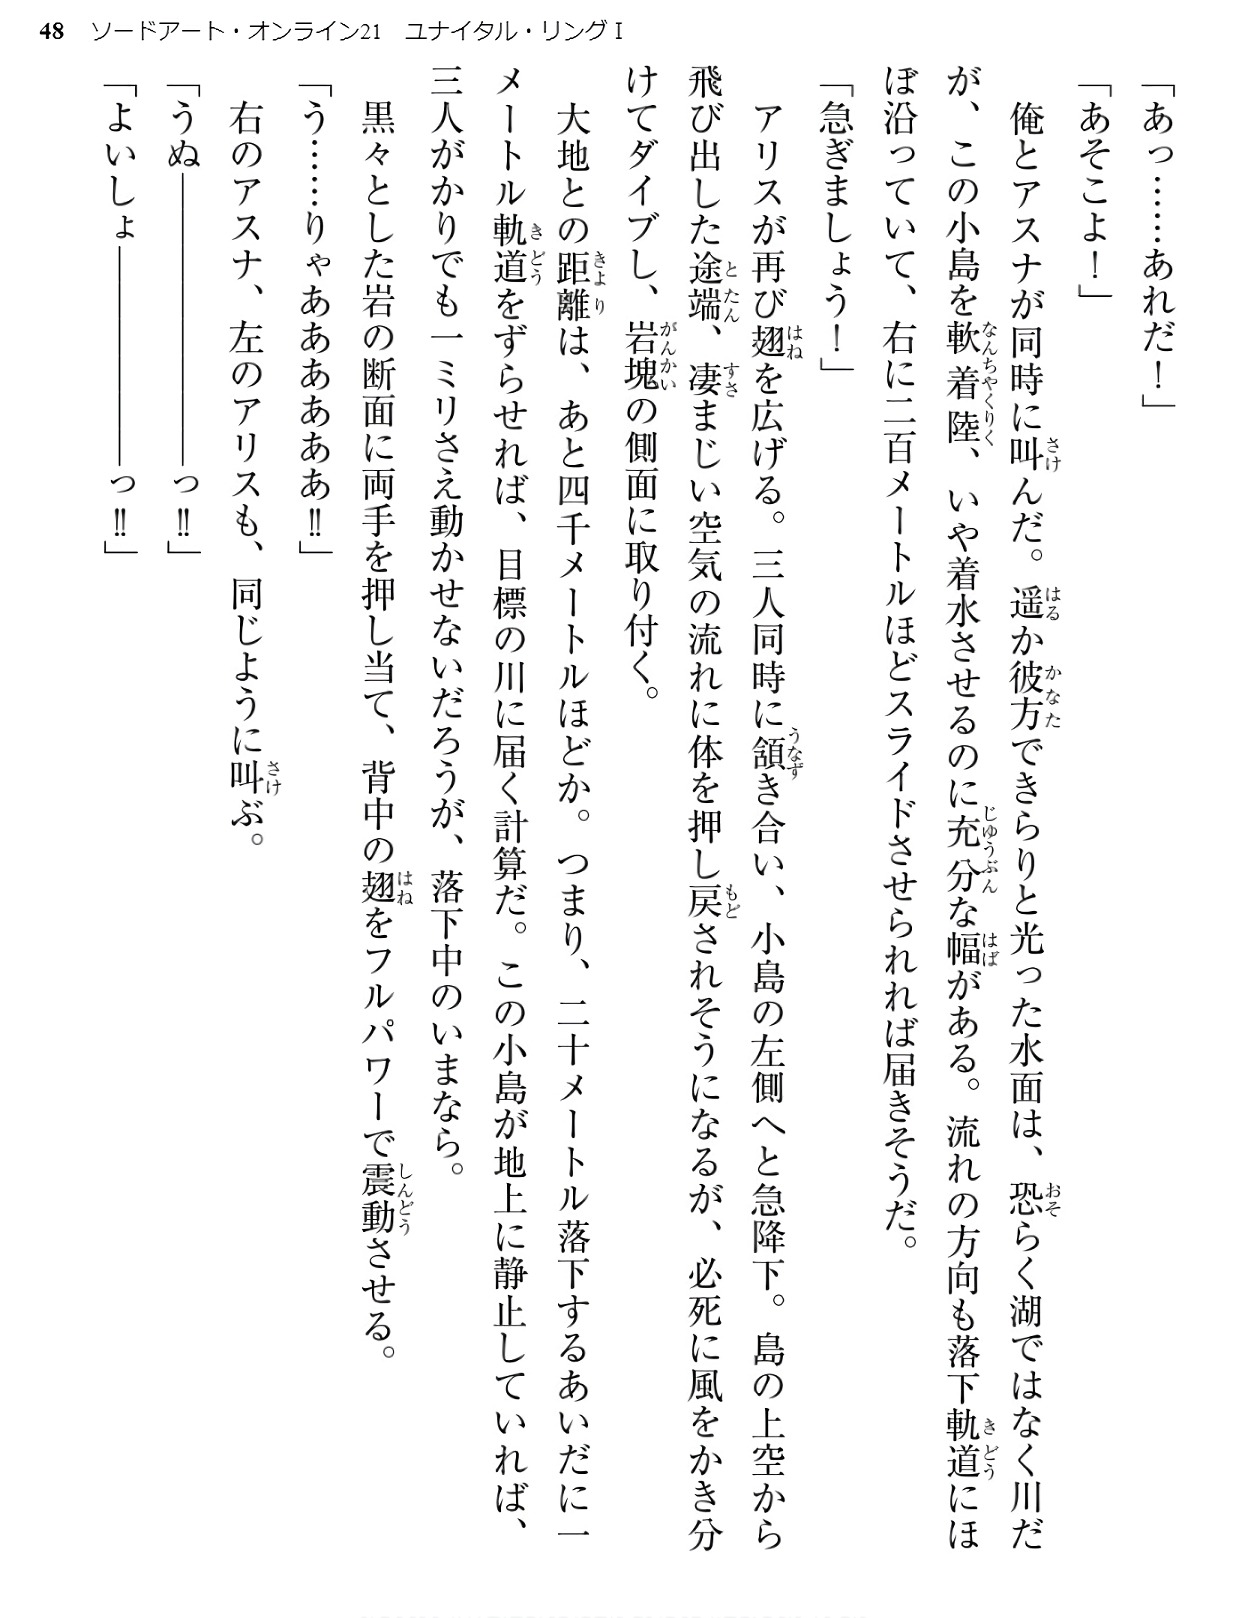 48 ソードアート・オンライン21 ユナイタル・リングⅠ
「あっ……あれだ！」
「あそこよ！」
　俺とアスナが同時に叫んだ。遥か彼方できらりと光った水面は、恐らく湖ではなく川だ
が、この小島を軟着陸、いや着水させるのに充分な幅がある。流れの方向も落下軌道にほ
ぼ沿っていて、右に二百メートルほどスライドさせられれば届きそうだ。
「急ぎましょう！」
　アリスが再び翅を広げる。三人同時に頷き合い、小島の左側へと急降下。島の上空から
飛び出した途端、凄まじい空気の流れに体を押し戻されそうになるが、必死に風をかき分
けてダイブし、岩塊の側面に取り付く。
　大地との距離は、あと四千メートルほどか。つまり、二十メートル落下するあいだに一
メートル軌道をずらせれば、目標の川に届く計算だ。この小島が地上に静止していれば、
三人がかりでも一ミリさえ動かせないだろうが、落下中のいまなら。
　黒々とした岩の断面に両手を押し当て、背中の翅をフルパワーで震動させる。
「う……りゃああああああ‼」
　右のアスナ、左のアリスも、同じように叫ぶ。
「うぬ————————っ‼」
「よいしょ——————っ‼」